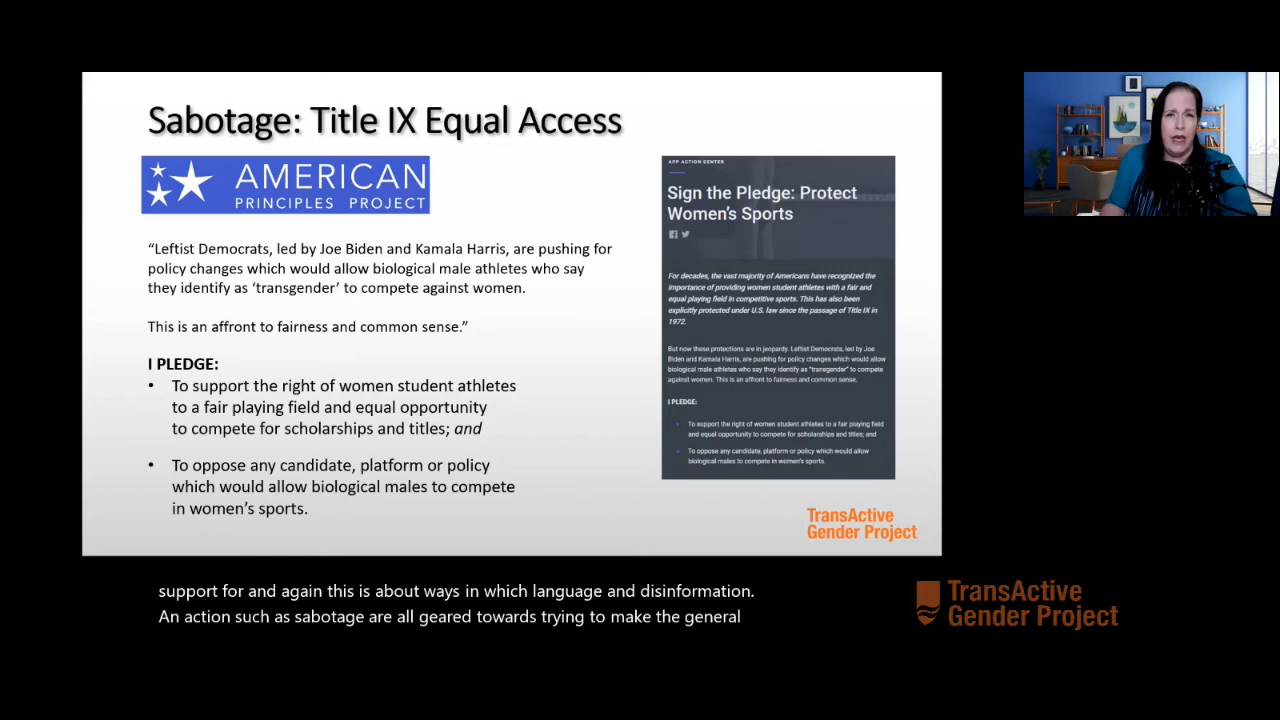 Sabotage: Title IX Equal Access
AMERICAN
PRINCIPLES PROJECT
“Leftist Democrats, led by Joe Biden and Kamala Harris, are pushing for
policy changes which would allow biological male athletes who say
they identify as ‘transgender’ to compete against women.
This is an affront to fairness and common sense.”
I PLEDGE:
• To support the right of women student athletes
to a fair playing field and equal opportunity
to compete for scholarships and titles; and
• To oppose any candidate, platform or policy
which would allow biological males to compete
in women’s sports.
APP ACTION CENTER
Sign the Pledge: Protect
Women’s Sports
For decades, the vast majority of Americans have recognized the
importance of providing women student athletes with a fair and
equal playing field in competitive sports. This has also been
explicitly protected under U.S. law since the passage of Title IX in
1972.
But now these protections are in jeopardy. Leftist Democrats, led by Joe
Biden and Kamala Harris, are pushing for policy changes which would allow
biological male athletes who say they identify as “transgender” to compete
against women. This is an affront to fairness and common sense.
I PLEDGE:
• To support the right of women student athletes to a fair playing field
and equal opportunity to compete for scholarships and titles; and
• To oppose any candidate, platform or policy which would allow
biological males to compete in women’s sports.
TransActive
Gender Project
support for and again this is about ways in which language and disinformation.
An action such as sabotage are all geared towards trying to make the general
TransActive
Gender Project